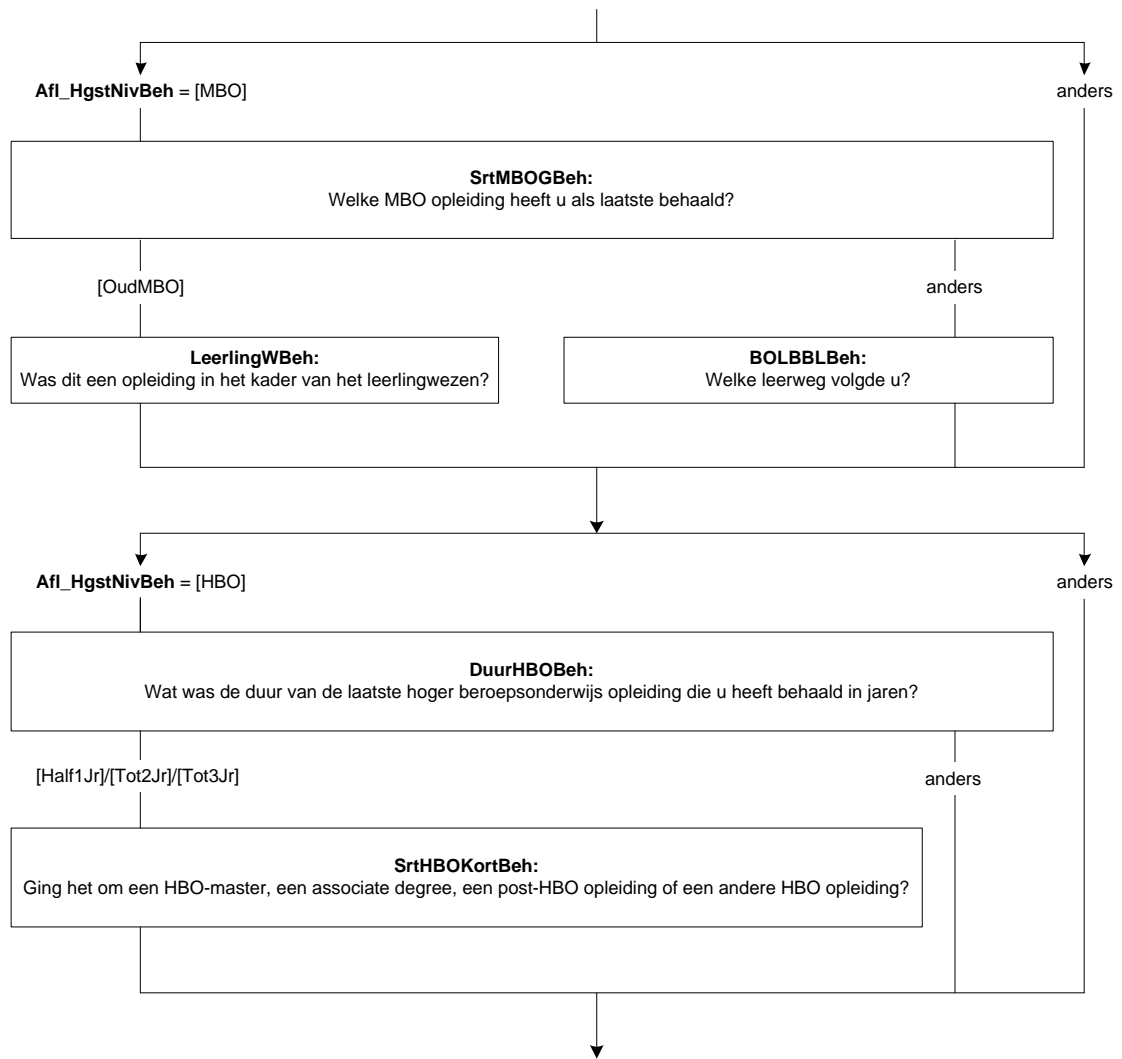 Afl_HgstNivBeh = [MBO]
anders
SrtMBOGBeh:
Welke MBO opleiding heeft u als laatste behaald?
[OudMBO]
anders
LeerlingWBeh:
Was dit een opleiding in het kader van het leerlingwezen?
BOLBBLBeh:
Welke leerweg volgde u?
Afl_HgstNivBeh = [HBO]
anders
DuurHBOBeh:
Wat was de duur van de laatste hoger beroepsonderwijs opleiding die u heeft behaald in jaren?
[Half1Jr]/[Tot2Jr]/[Tot3Jr]
anders
SrtHBOKortBeh:
Ging het om een HBO-master, een associate degree, een post-HBO opleiding of een andere HBO opleiding?